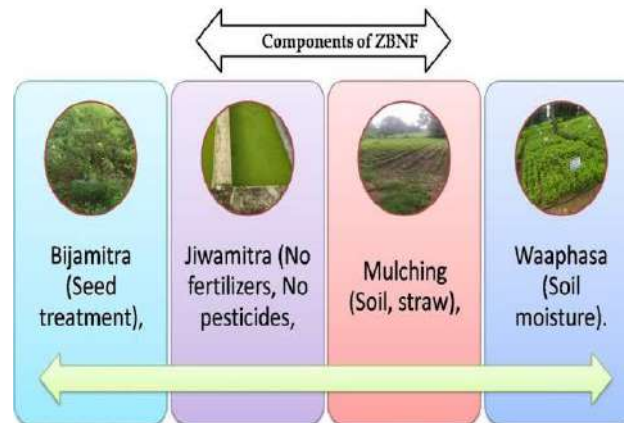 Components of ZBNF
Bijamitra
(Seed
treatment),
Jiwamitra (No
fertilizers, No
pesticides,
Mulching
(Soil, straw),
Waaphasa
(Soil
moisture).